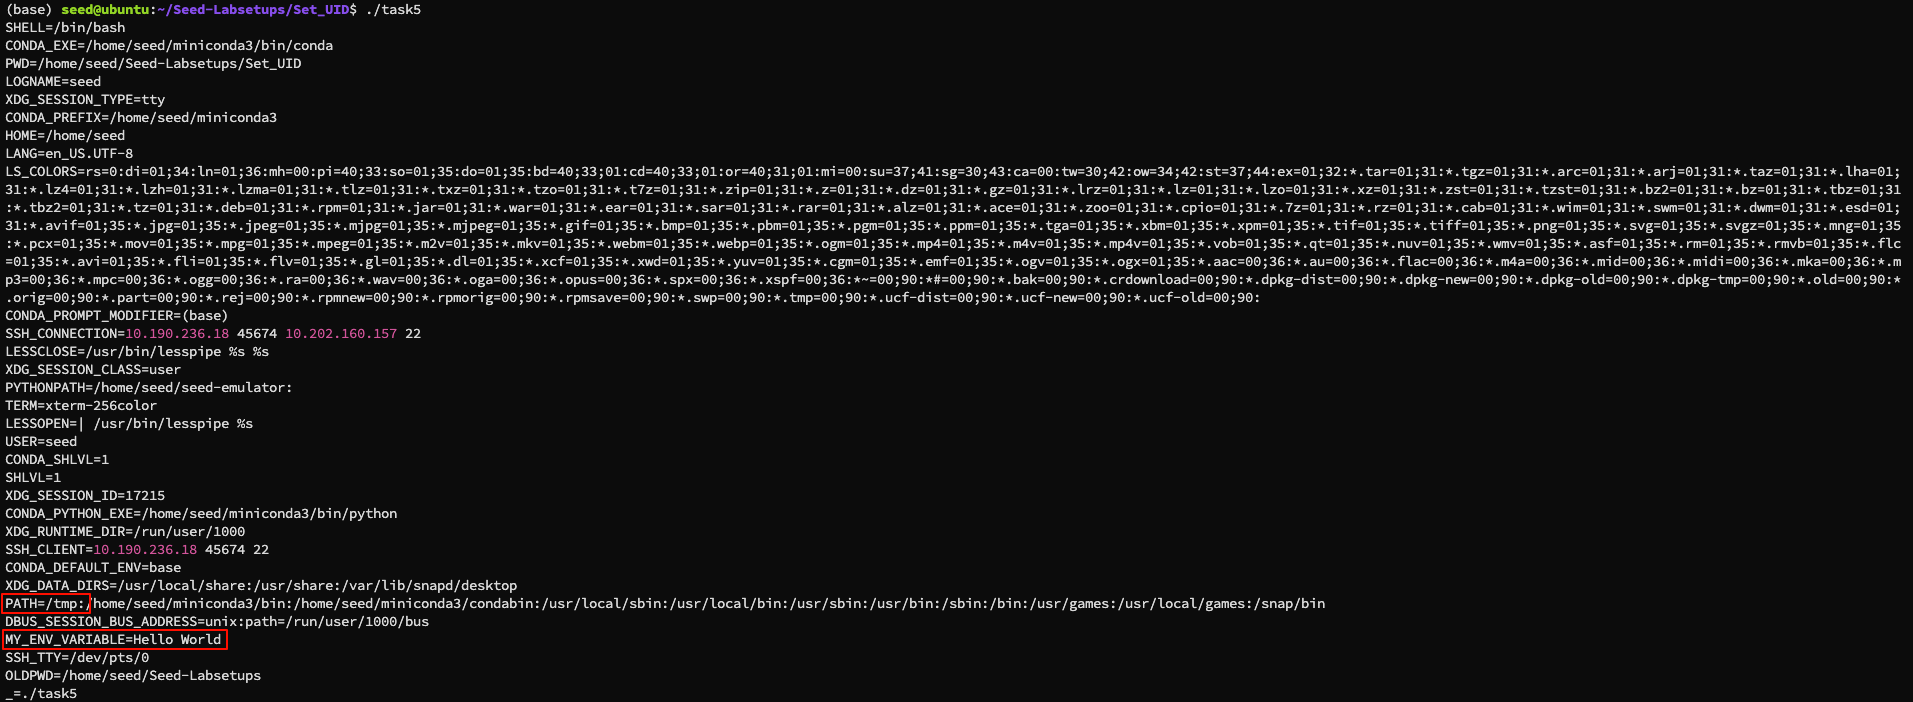 (base) seed@ubuntu:~/Seed-Labsetups/Set_UID$ ./task5
SHELL=/bin/bash
CONDA_EXE=/home/seed/miniconda3/bin/conda
PWD=/home/seed/Seed-Labsetups/Set_UID
LOGNAME=seed
XDG_SESSION_TYPE=tty
CONDA_PREFIX=/home/seed/miniconda3
HOME=/home/seed
LANG=en_US.UTF-8
LS_COLORS=rs=0:di=01;34:ln=01;36:mh=00:pi=40;33:so=01;35:do=01;35:bd=40;33;01:cd=40;33;01:or=40;31;01:mi=00:su=37;41:sg=30;43:ca=00:tw=30;42:ow=34;42:st=37;44:ex=01;32:*.tar=01;31:*.tgz=01;31:*.arc=01;31:*.arj=01;31:*.taz=01;31:*.lha=01;
31:*.lz4=01;31:*.lzh=01;31:*.lzma=01;31:*.tlz=01;31:*.txz=01;31:*.tzo=01;31:*.t7z=01;31:*.zip=01;31:*.z=01;31:*.dz=01;31:*.gz=01;31:*.lrz=01;31:*.lz=01;31:*.lzo=01;31:*.xz=01;31:*.zst=01;31:*.tzst=01;31:*.bz2=01;31:*.bz=01;31:*.tbz=01;31
:*.tbz2=01;31:*.tz=01;31:*.deb=01;31:*.rpm=01;31:*.jar=01;31:*.war=01;31:*.ear=01;31:*.sar=01;31:*.rar=01;31:*.alz=01;31:*.ace=01;31:*.zoo=01;31:*.cpio=01;31:*.7z=01;31:*.rz=01;31:*.cab=01;31:*.wim=01;31:*.swm=01;31:*.dwm=01;31:*.esd=01;
31:*.avif=01;35:*.jpg=01;35:*.jpeg=01;35:*.mjpg=01;35:*.mjpeg=01;35:*.gif=01;35:*.bmp=01;35:*.pbm=01;35:*.pgm=01;35:*.ppm=01;35:*.tga=01;35:*.xbm=01;35:*.xpm=01;35:*.tif=01;35:*.tiff=01;35:*.png=01;35:*.svg=01;35:*.svgz=01;35:*.mng=01;35
:*.pcx=01;35:*.mov=01;35:*.mpg=01;35:*.mpeg=01;35:*.m2v=01;35:*.mkv=01;35:*.webm=01;35:*.webp=01;35:*.ogm=01;35:*.mp4=01;35:*.m4v=01;35:*.mp4v=01;35:*.vob=01;35:*.qt=01;35:*.nuv=01;35:*.wmv=01;35:*.asf=01;35:*.rm=01;35:*.rmvb=01;35:*.flc
=01;35:*.avi=01;35:*.fli=01;35:*.flv=01;35:*.gl=01;35:*.dl=01;35:*.xcf=01;35:*.xwd=01;35:*.yuv=01;35:*.cgm=01;35:*.emf=01;35:*.ogv=01;35:*.ogx=01;35:*.aac=00;36:*.au=00;36:*.flac=00;36:*.m4a=00;36:*.mid=00;36:*.midi=00;36:*.mka=00;36:*.m
p3=00;36:*.mpc=00;36:*.ogg=00;36:*.ra=00;36:*.wav=00;36:*.oga=00;36:*.opus=00;36:*.spx=00;36:*.xspf=00;36:*~=00;90:*#=00;90:*.bak=00;90:*.crdownload=00;90:*.dpkg-dist=00;90:*.dpkg-new=00;90:*.dpkg-old=00;90:*.dpkg-tmp=00;90:*.old=00;90:*
.orig=00;90:*.part=00;90:*.rej=00;90:*.rpmnew=00;90:*.rpmorig=00;90:*.rpmsave=00;90:*.swp=00;90:*.tmp=00;90:*.ucf-dist=00;90:*.ucf-new=00;90:*.ucf-old=00;90:
CONDA_PROMPT_MODIFIER=(base)
SSH_CONNECTION=10.190.236.18 45674 10.202.160.157 22
LESSCLOSE=/usr/bin/lesspipe %s %s
XDG_SESSION_CLASS=user
PYTHONPATH=/home/seed/seed-emulator:
TERM=xterm-256color
LESSOPEN=| /usr/bin/lesspipe %s
USER=seed
CONDA_SHLVL=1
SHLVL=1
XDG_SESSION_ID=17215
CONDA_PYTHON_EXE=/home/seed/miniconda3/bin/python
XDG_RUNTIME_DIR=/run/user/1000
SSH_CLIENT=10.190.236.18 45674 22
CONDA_DEFAULT_ENV=base
XDG_DATA_DIRS=/usr/local/share:/usr/share:/var/lib/snapd/desktop
PATH=/tmp:/home/seed/miniconda3/bin:/home/seed/miniconda3/condabin:/usr/local/sbin:/usr/local/bin:/usr/sbin:/usr/bin:/sbin:/bin:/usr/games:/usr/local/games:/snap/bin
DBUS_SESSION_BUS_ADDRESS=unix:path=/run/user/1000/bus
MY_ENV_VARIABLE=Hello World
SSH_TTY=/dev/pts/0
OLDPWD=/home/seed/Seed-Labsetups
_=./task5